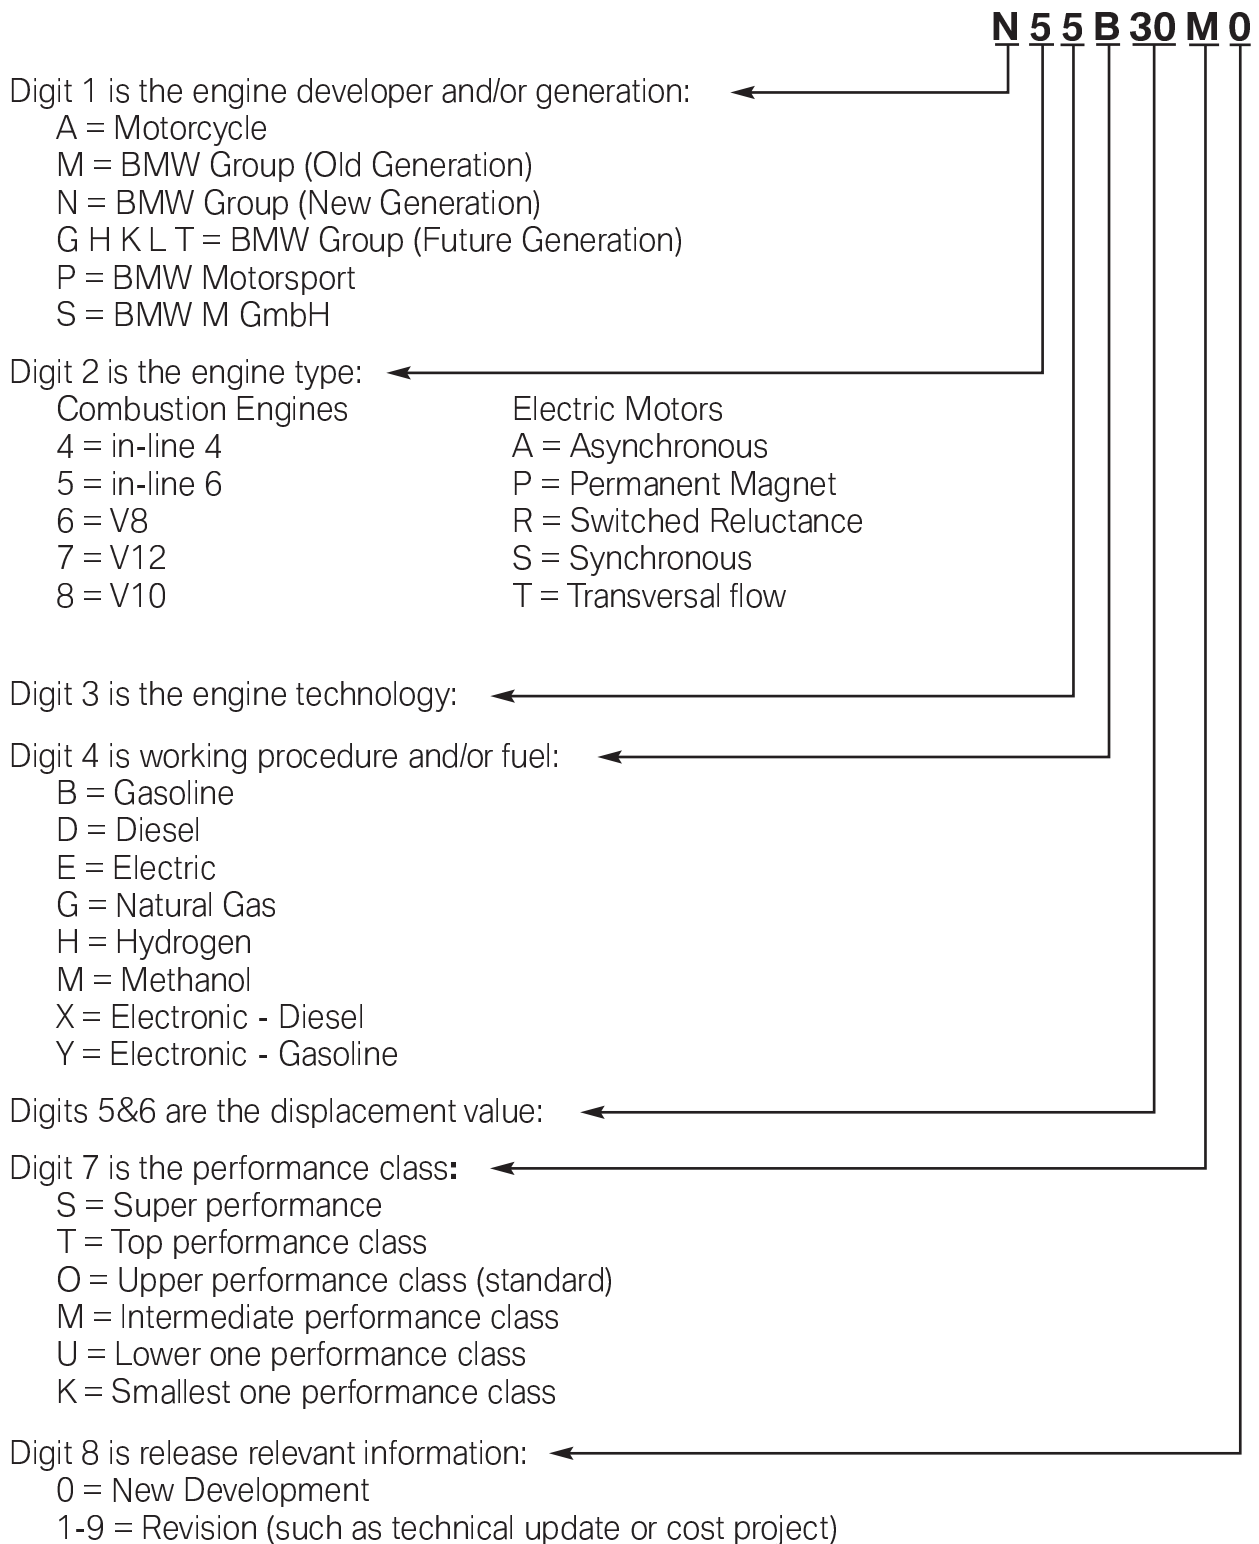 N55B30M0
Digit 1 is the engine developer and/or generation:
A = Motorcycle
M = BMW Group (Old Generation)
N = BMW Group (New Generation)
G H K L T = BMW Group (Future Generation)
P = BMW Motorsport
S = BMW M GmbH
Digit 2 is the engine type:
Combustion Engines
4 = in-line 4
5 = in-line 6
6 = V8
7 = V12
8 = V10
Electric Motors
A = Asynchronous
P = Permanent Magnet
R = Switched Reluctance
S = Synchronous
T = Transversal flow
Digit 3 is the engine technology:
Digit 4 is working procedure and/or fuel:
B = Gasoline
D = Diesel
E = Electric
G = Natural Gas
H = Hydrogen
M = Methanol
X = Electronic - Diesel
Y = Electronic - Gasoline
Digits 5&6 are the displacement value:
Digit 7 is the performance class:
S = Super performance
T = Top performance class
O = Upper performance class (standard)
M = Intermediate performance class
U = Lower one performance class
K = Smallest one performance class
Digit 8 is release relevant information:
0 = New Development
1-9 = Revision (such as technical update or cost project)